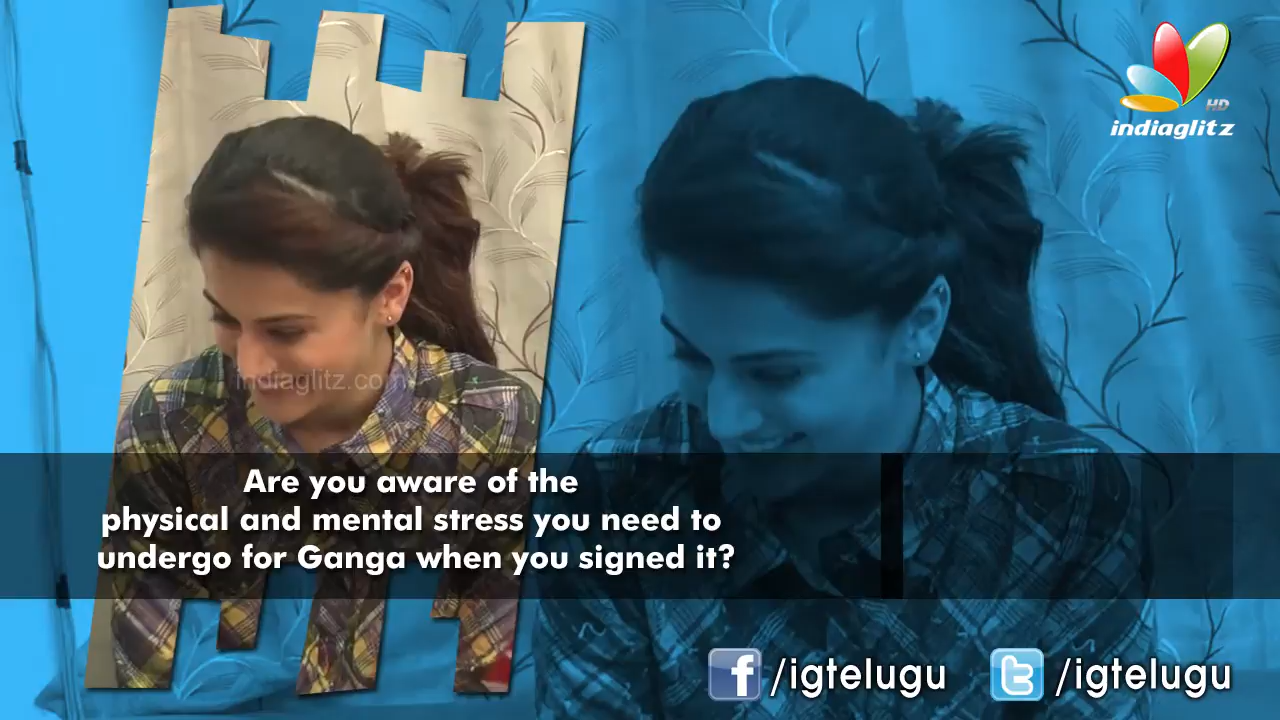 HD
indiaglitz
indiaglitz.com
Are you aware of the
physical and mental stress you need to
undergo for Ganga when you signed it?
f /igtelugu
t /igtelugu